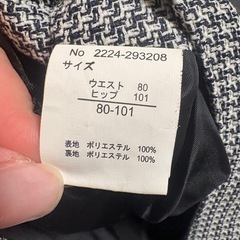 No 2224-293208
サイズ
ウエスト 80
ヒップ 101
80-101
表地 ポリエステル 100%
裏地 ポリエステル 100%